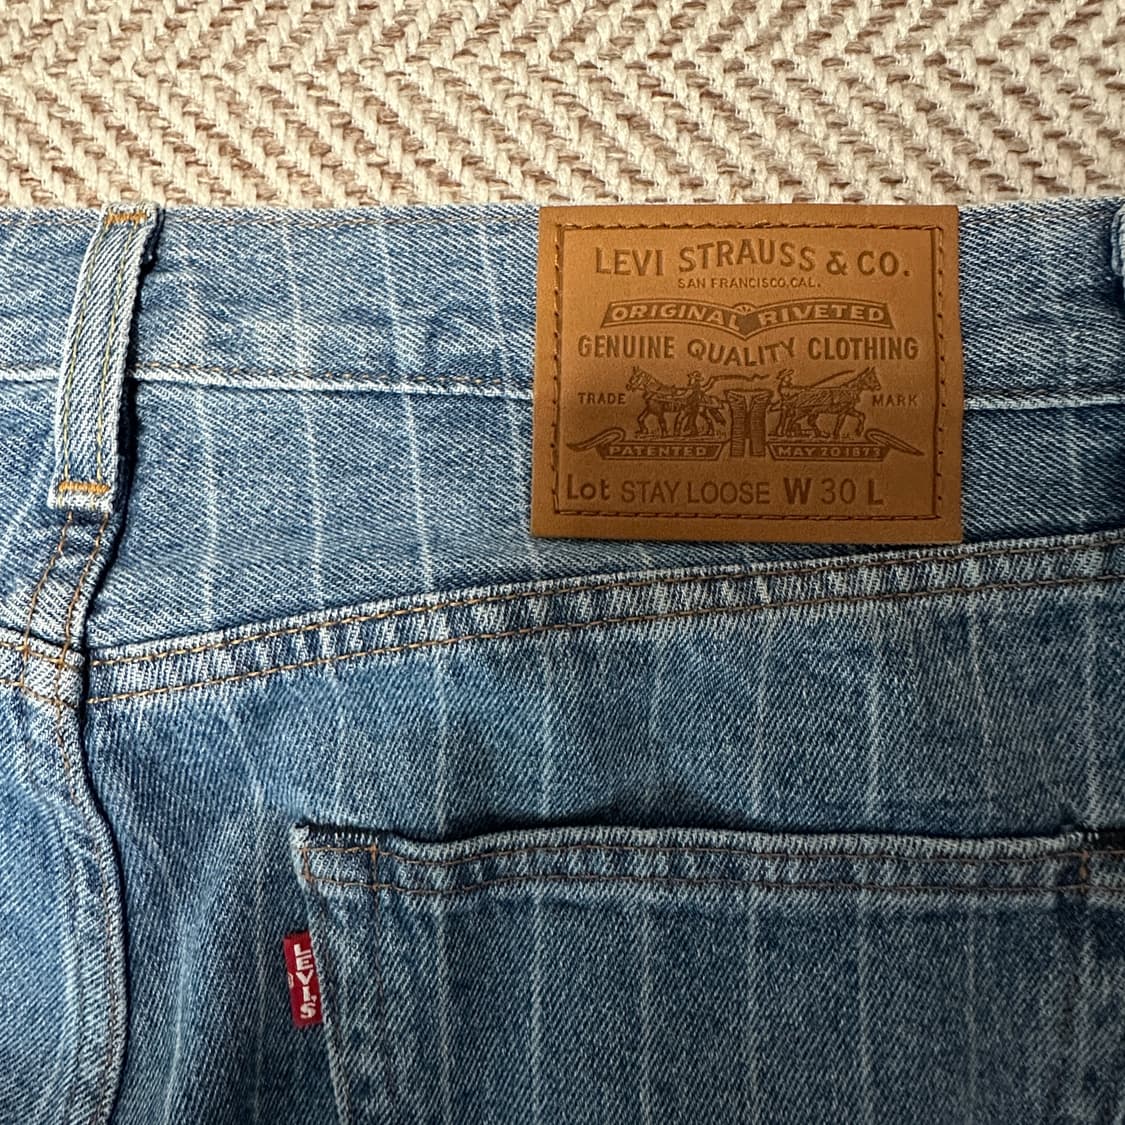 LEVI STRAUSS & CO.
SAN FRANCISCO, CAL.
ORIGINAL RIVETED
GENUINE QUALITY CLOTHING
TRADE MARK
PATENTED MAY 20 1873
Lot STAY LOOSE W 30 L
LEVI'S